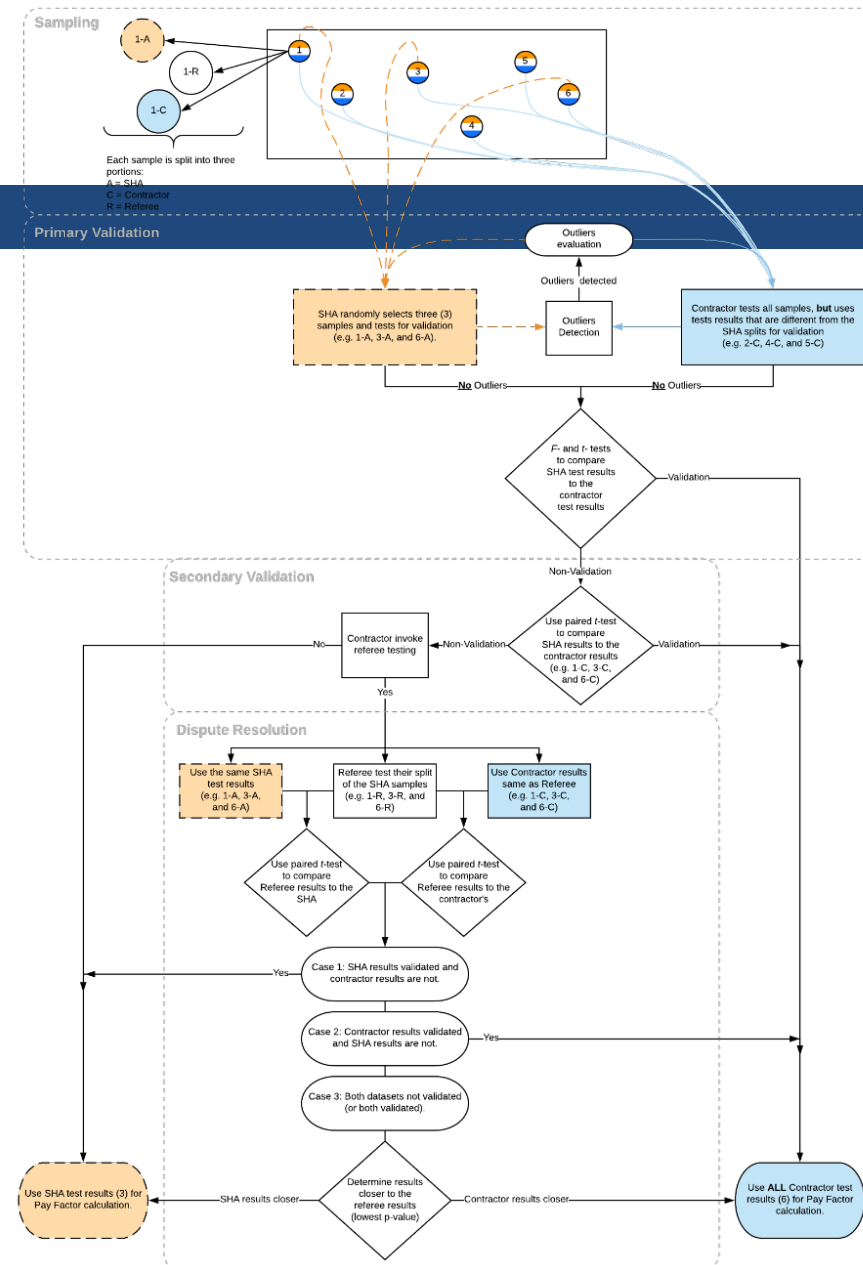 Sampling
1-A
1-R
1-C
1
2
3
4
5
6
Each sample is split into three
portions:
A = SHA
C = Contractor
R = Referee
Primary Validation
Outliers
evaluation
Outliers detected
SHA randomly selects three (3)
samples and tests for validation
(e.g. 1-A, 3-A, and 6-A).
Outliers
Detection
Contractor tests all samples, but uses
tests results that are different from the
SHA splits for validation
(e.g. 2-C, 4-C, and 5-C)
No Outliers
No Outliers
F- and t- tests
to compare
SHA test results
to the
contractor
test results
Validation
Non-Validation
Secondary Validation
Use paired t-test
to compare
SHA results to the
contractor results
(e.g. 1-C, 3-C,
and 6-C)
Validation
Non-Validation
Contractor invoke
referee testing
No
Yes
Dispute Resolution
Use the same SHA
test results
(e.g. 1-A, 3-A,
and 6-A)
Referee test their split
of the SHA samples
(e.g. 1-R, 3-R, and
6-R)
Use Contractor results
same as Referee
(e.g. 1-C, 3-C,
and 6-C)
Use paired t-test
to compare
Referee results to the
SHA
Use paired t-test
to compare
Referee results to the
contractor's
Case 1: SHA results validated and
contractor results are not.
Yes
Case 2: Contractor results validated
and SHA results are not.
Yes
Case 3: Both datasets not validated
(or both validated).
Determine results
closer to the
referee results
(lowest p-value)
SHA results closer
Contractor results closer
Use SHA test results (3) for
Pay Factor calculation.
Use ALL Contractor test
results (6) for Pay Factor
calculation.